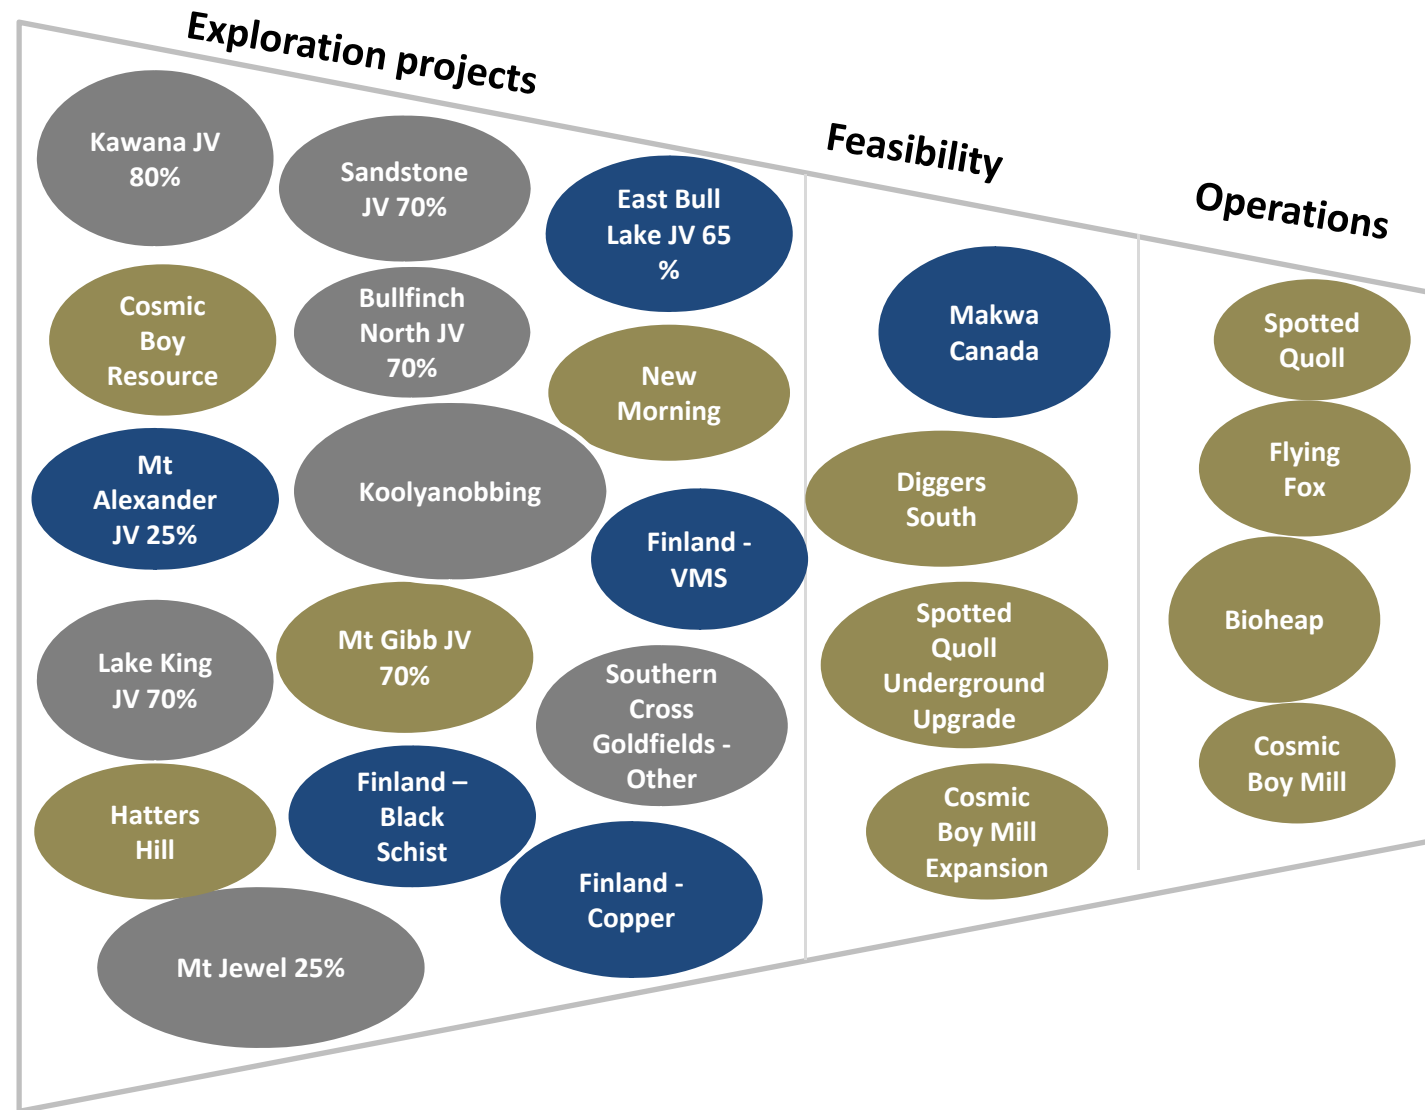 Exploration projects
Feasibility
Operations
Kawana JV
80%
Sandstone
JV 70%
East Bull
Lake JV 65
%
Cosmic
Boy
Resource
Bullfinch
North JV
70%
New
Morning
Mt
Alexander
JV 25%
Koolyanobbing
Finland -
VMS
Lake King
JV 70%
Mt Gibb JV
70%
Southern
Cross
Goldfields -
Other
Hatters
Hill
Finland –
Black
Schist
Finland -
Copper
Mt Jewel 25%
Makwa
Canada
Diggers
South
Spotted
Quoll
Underground
Upgrade
Cosmic
Boy Mill
Expansion
Spotted
Quoll
Flying
Fox
Bioheap
Cosmic
Boy Mill